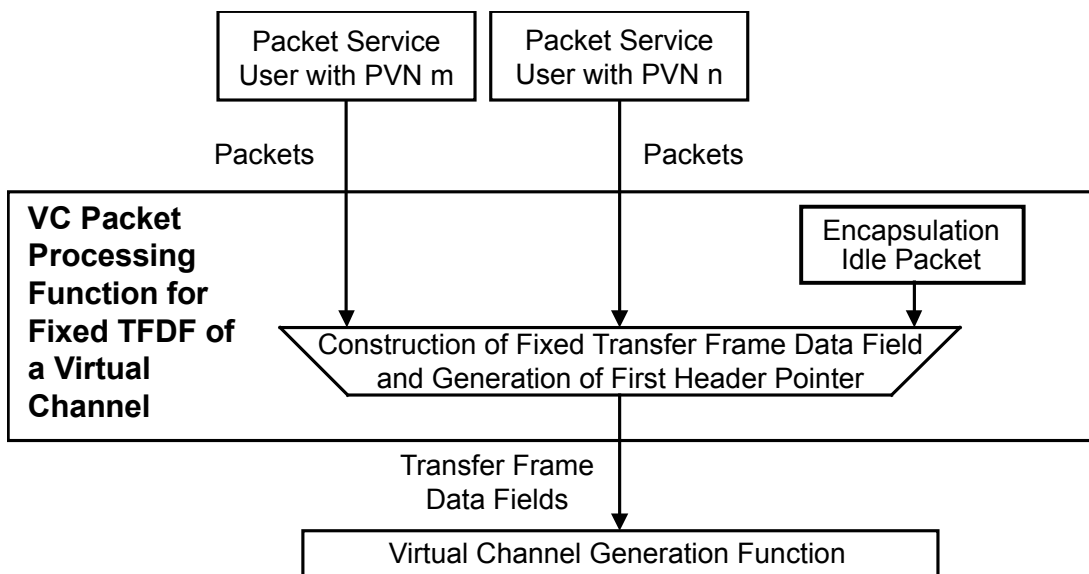 Packet Service
User with PVN m
Packet Service
User with PVN n
Packets
Packets
VC Packet
Processing
Function for
Fixed TFDF of
a Virtual
Channel
Encapsulation
Idle Packet
Construction of Fixed Transfer Frame Data Field
and Generation of First Header Pointer
Transfer Frame
Data Fields
Virtual Channel Generation Function